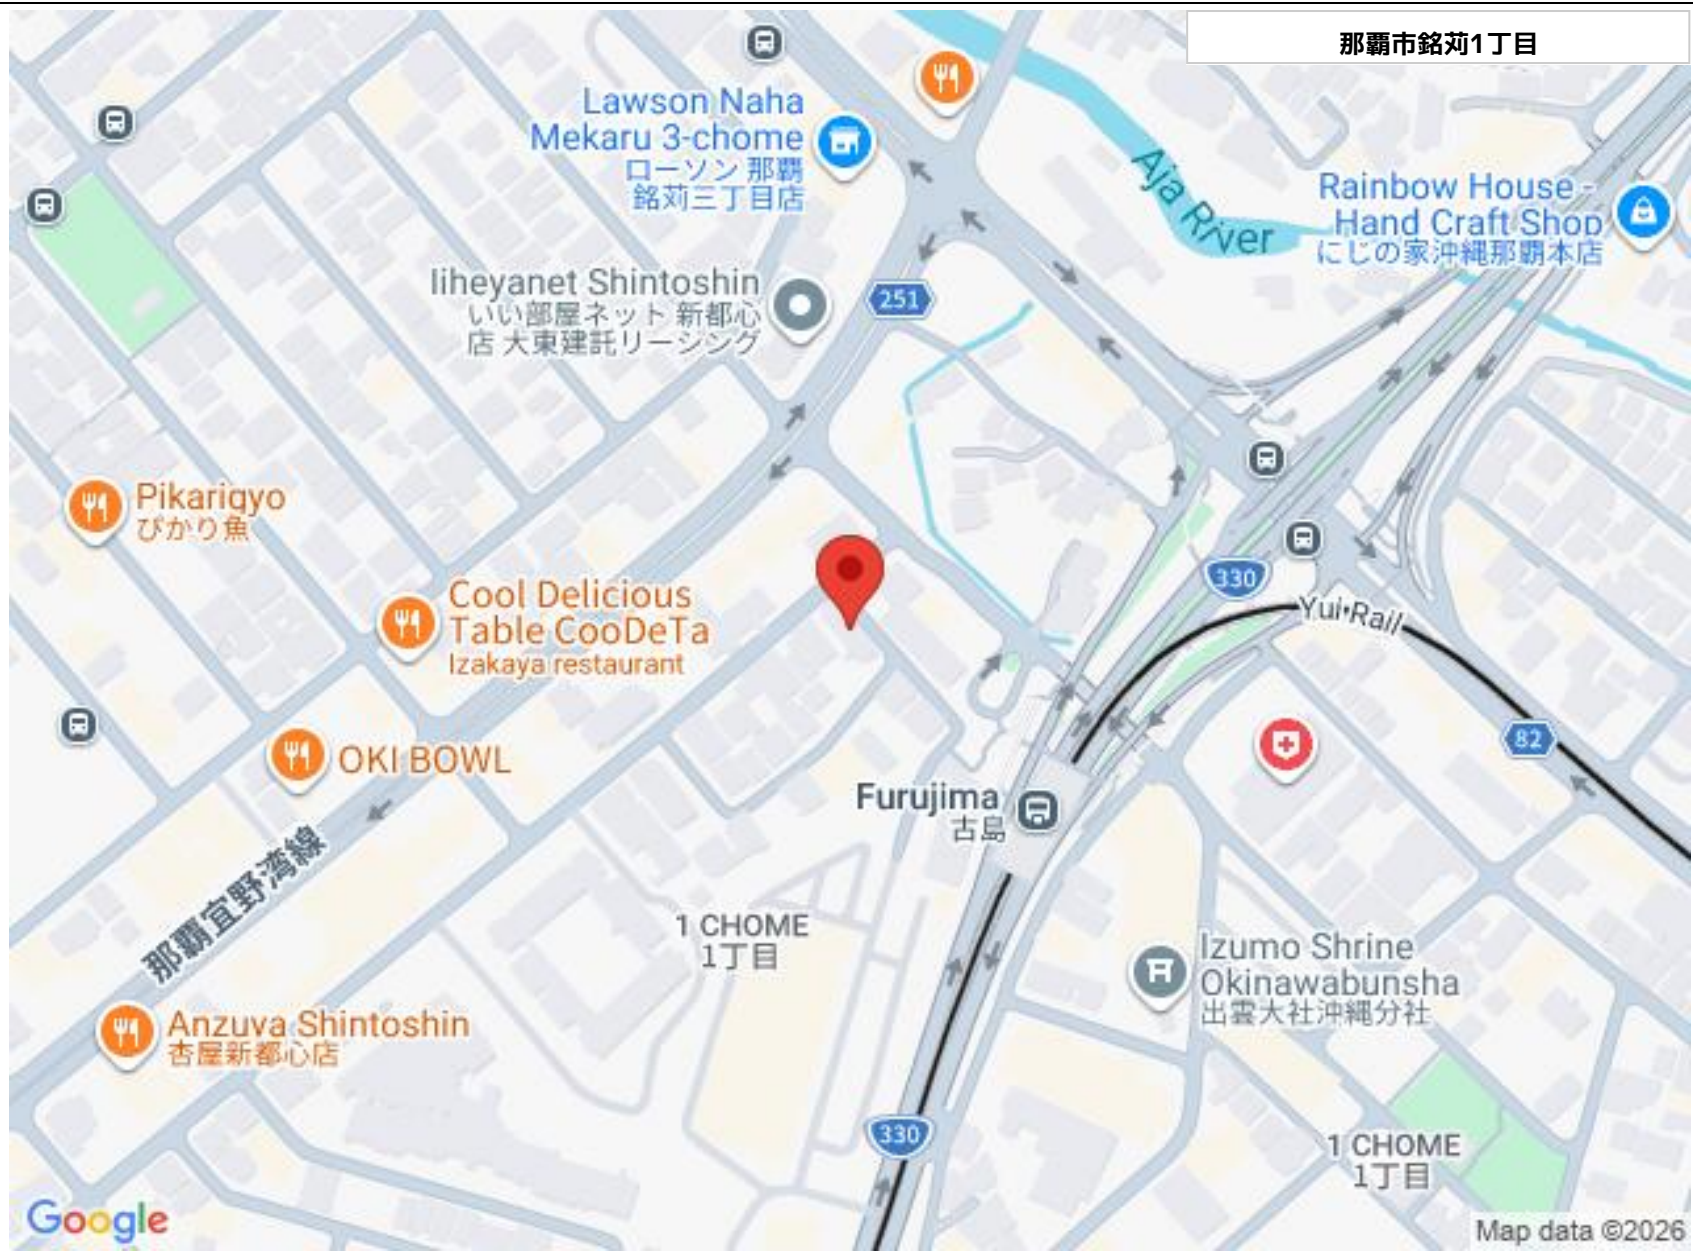 那覇市銘苅1丁目
Lawson Naha
Mekaru 3-chome
ローソン 那覇
銘苅三丁目店
Aja River
Rainbow House -
Hand Craft Shop
にじの家沖縄那覇本店
Iiheyanet Shintoshin
いい部屋ネット 新都心
店 大東建託リーシング
251
Pikarigyo
ぴかり魚
330
Yui-Rail
Cool Delicious
Table CooDeTa
Izakaya restaurant
OKI BOWL
82
Furujima
古島
那覇宜野湾線
1 CHOME
1丁目
Izumo Shrine
Okinawabunsha
出雲大社沖縄分社
Anzuya Shintoshin
杏屋新都心店
330
1 CHOME
1丁目
Google
Map data ©2026